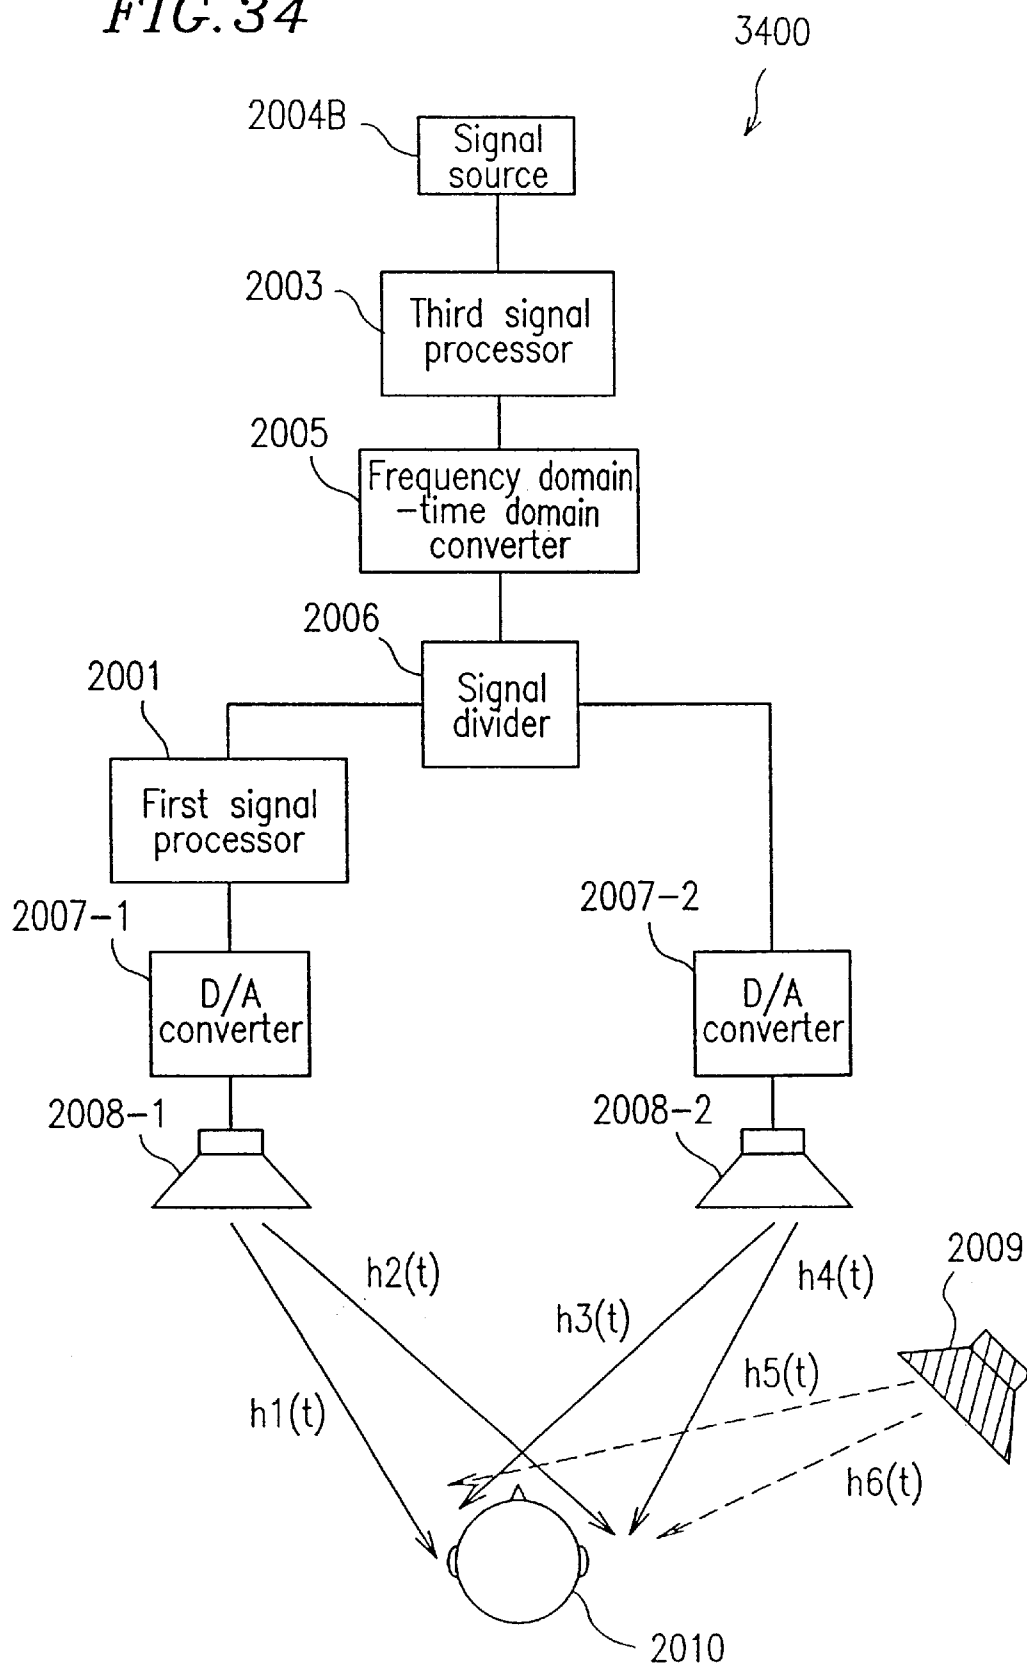 FIG.34
3400
2004B
Signal
source
2003
Third signal
processor
2005
Frequency domain
-time domain
converter
2006
Signal
divider
2001
First signal
processor
2007-1
D/A
converter
2007-2
D/A
converter
2008-1
2008-2
h1(t)
h2(t)
h3(t)
h4(t)
2009
h5(t)
h6(t)
2010